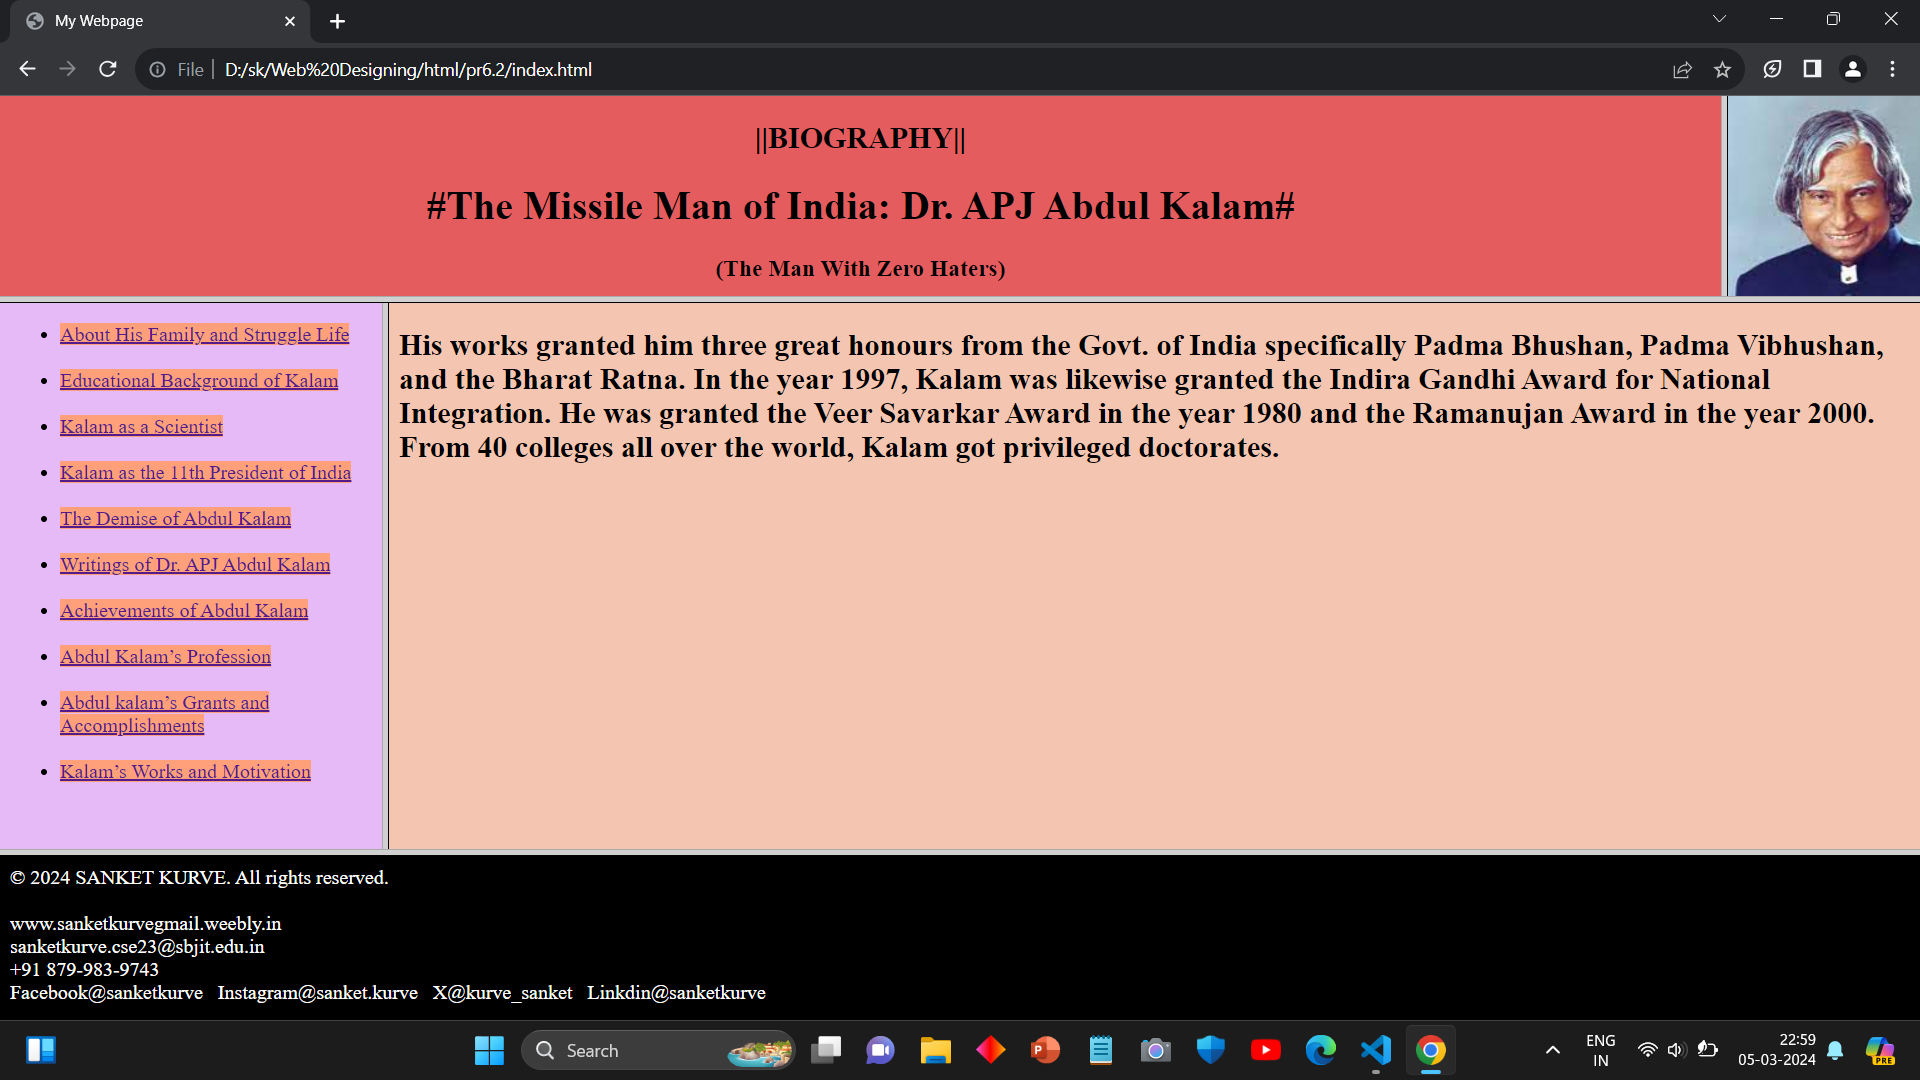 My Webpage
File
D:/sk/Web%20Designing/html/pr6.2/index.html
||BIOGRAPHY||
#The Missile Man of India: Dr. APJ Abdul Kalam#
(The Man With Zero Haters)
About His Family and Struggle Life
Educational Background of Kalam
Kalam as a Scientist
Kalam as the 11th President of India
The Demise of Abdul Kalam
Writings of Dr. APJ Abdul Kalam
Achievements of Abdul Kalam
Abdul Kalam’s Profession
Abdul kalam’s Grants and
Accomplishments
Kalam’s Works and Motivation
His works granted him three great honours from the Govt. of India specifically Padma Bhushan, Padma Vibhushan,
and the Bharat Ratna. In the year 1997, Kalam was likewise granted the Indira Gandhi Award for National
Integration. He was granted the Veer Savarkar Award in the year 1980 and the Ramanujan Award in the year 2000.
From 40 colleges all over the world, Kalam got privileged doctorates.
© 2024 SANKET KURVE. All rights reserved.
www.sanketkurvegmail.weebly.in
sanketkurve.cse23@sbjit.edu.in
+91 879-983-9743
Facebook@sanketkurve Instagram@sanket.kurve X@kurve_sanket Linkdin@sanketkurve
Search
P
ENG
IN
22:59
05-03-2024
PRE